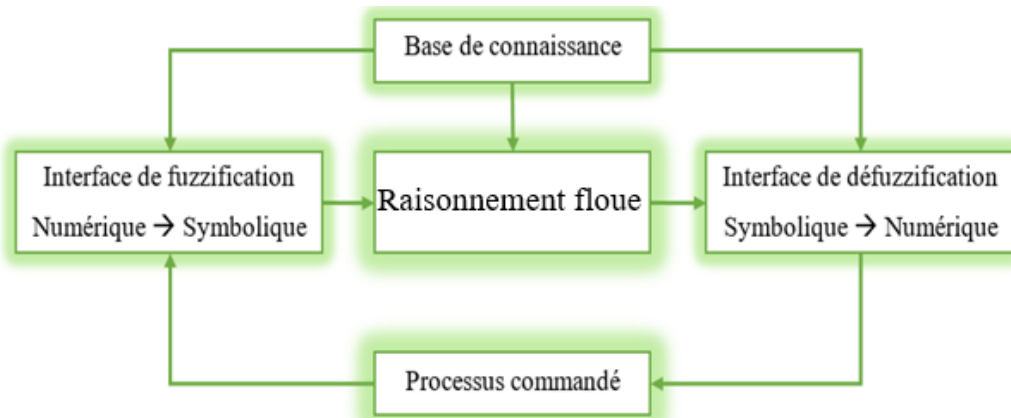 Base de connaissance
Interface de fuzzification
Numérique → Symbolique
Raisonnement floue
Interface de défuzzification
Symbolique → Numérique
Processus commandé